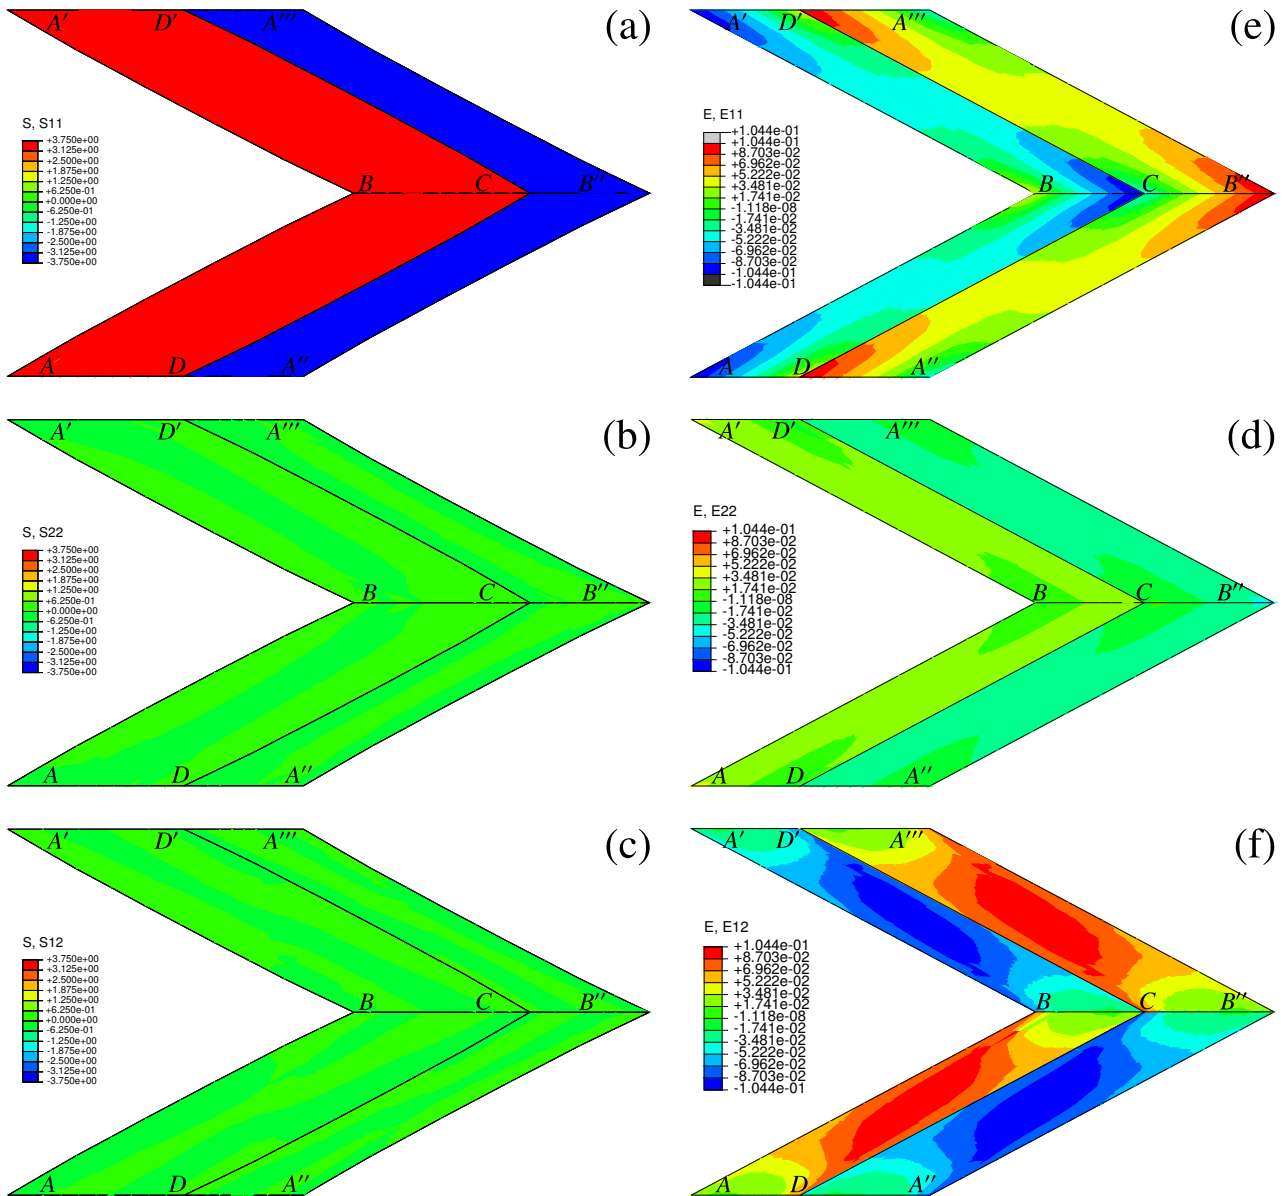 (a)
A′ D′ A′′′
S, S11
+3.750e+00
+3.125e+00
+2.500e+00
+1.875e+00
+1.250e+00
+6.250e-01
+0.000e+00
-6.250e-01
-1.250e+00
-1.875e+00
-2.500e+00
-3.125e+00
-3.750e+00
B C B′′
A D A′′
(e)
A′ D′ A′′′
E, E11
+1.044e-01
+1.044e-01
+8.703e-02
+6.962e-02
+5.222e-02
+3.481e-02
+1.741e-02
-1.118e-08
-1.741e-02
-3.481e-02
-5.222e-02
-6.962e-02
-8.703e-02
-1.044e-01
-1.044e-01
B C B′′
A D A′′
(b)
A′ D′ A′′′
S, S22
+3.750e+00
+3.125e+00
+2.500e+00
+1.875e+00
+1.250e+00
+6.250e-01
+0.000e+00
-6.250e-01
-1.250e+00
-1.875e+00
-2.500e+00
-3.125e+00
-3.750e+00
B C B′′
A D A′′
(d)
A′ D′ A′′′
E, E22
+1.044e-01
+8.703e-02
+6.962e-02
+5.222e-02
+3.481e-02
+1.741e-02
-1.118e-08
-1.741e-02
-3.481e-02
-5.222e-02
-6.962e-02
-8.703e-02
-1.044e-01
B C B′′
A D A′′
(c)
A′ D′ A′′′
S, S12
+3.750e+00
+3.125e+00
+2.500e+00
+1.875e+00
+1.250e+00
+6.250e-01
+0.000e+00
-6.250e-01
-1.250e+00
-1.875e+00
-2.500e+00
-3.125e+00
-3.750e+00
B C B′′
A D A′′
(f)
A′ D′ A′′′
E, E12
+1.044e-01
+8.703e-02
+6.962e-02
+5.222e-02
+3.481e-02
+1.741e-02
-1.118e-08
-1.741e-02
-3.481e-02
-5.222e-02
-6.962e-02
-8.703e-02
-1.044e-01
B C B′′
A D A′′